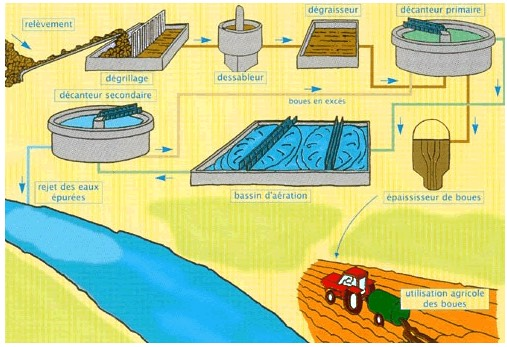 relèvement
dégrillage
dessableur
dégraisseur
décanteur primaire
décanteur secondaire
boues en excès
rejet des eaux
épurées
bassin d'aération
épaississeur de boues
utilisation agricole
des boues